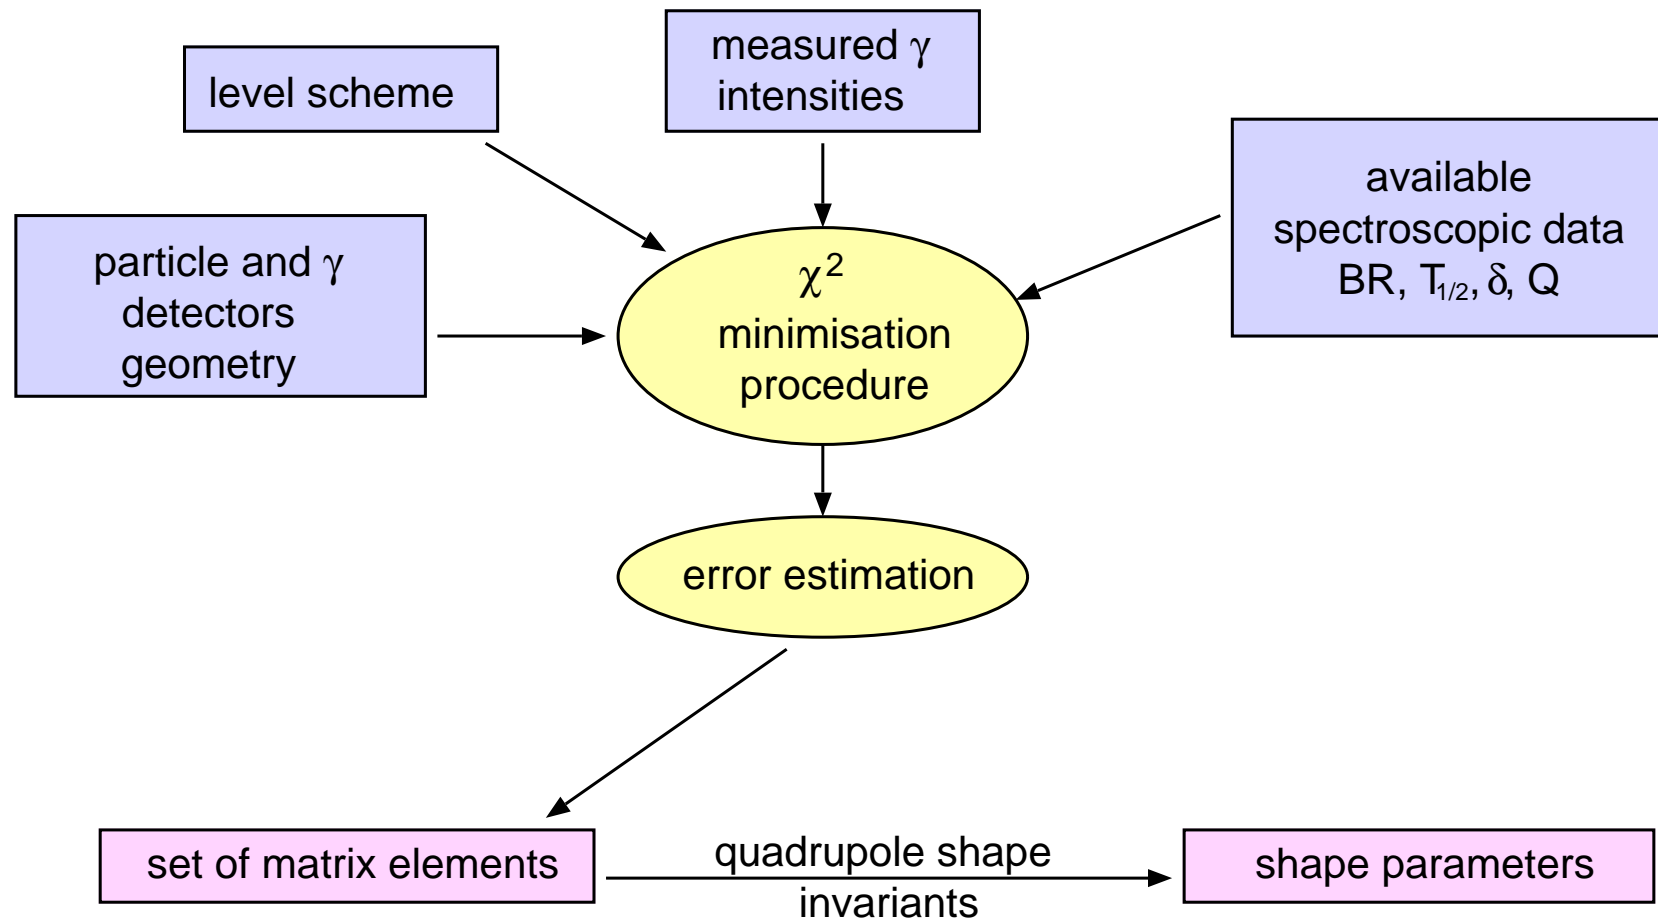 measured γ
intensities
level scheme
available
spectroscopic data
BR, T1/2, δ, Q
particle and γ
detectors
geometry
χ2
minimisation
procedure
error estimation
set of matrix elements
quadrupole shape
invariants
shape parameters